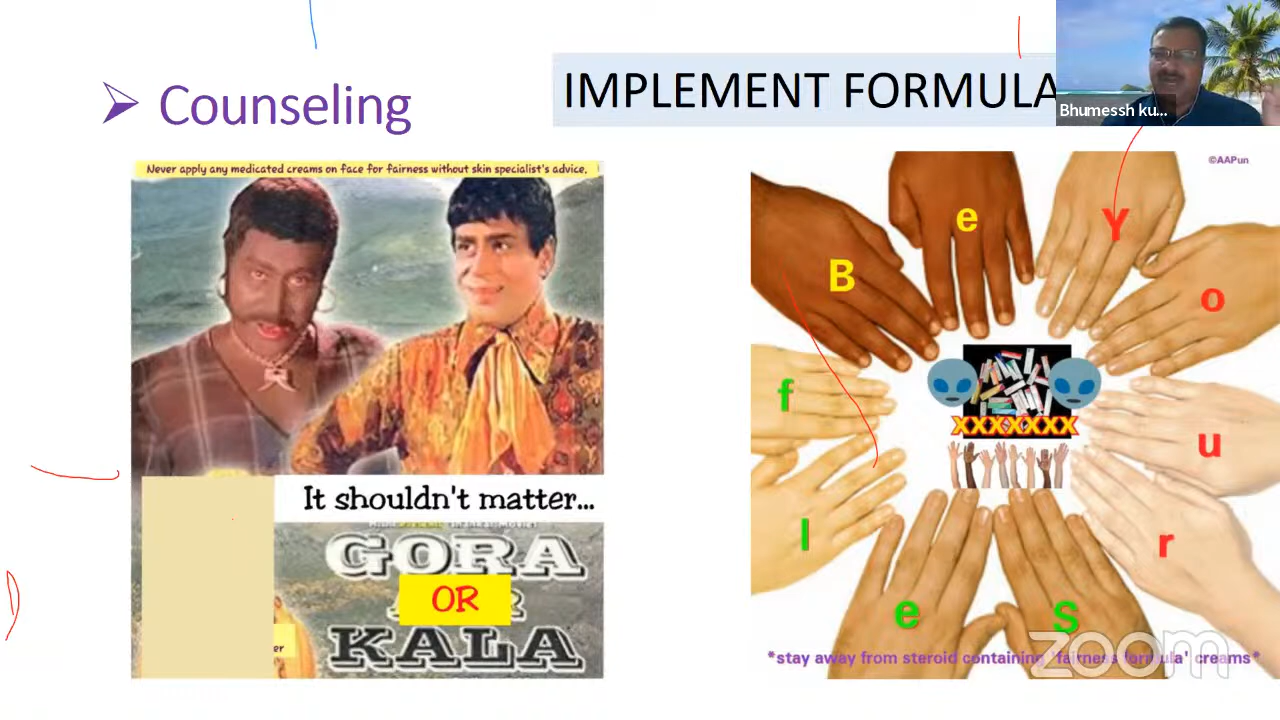 ➢ Counseling
IMPLEMENT FORMULA
Bhumessh ku...
Never apply any medicated creams on face for fairness without skin specialist's advice.
It shouldn't matter...
GORA
OR
KALA
er
©AAPun
B e Y o u r s e l f
XXXXXXX
*stay away from steroid containing 'fairness formula' creams*
zoom